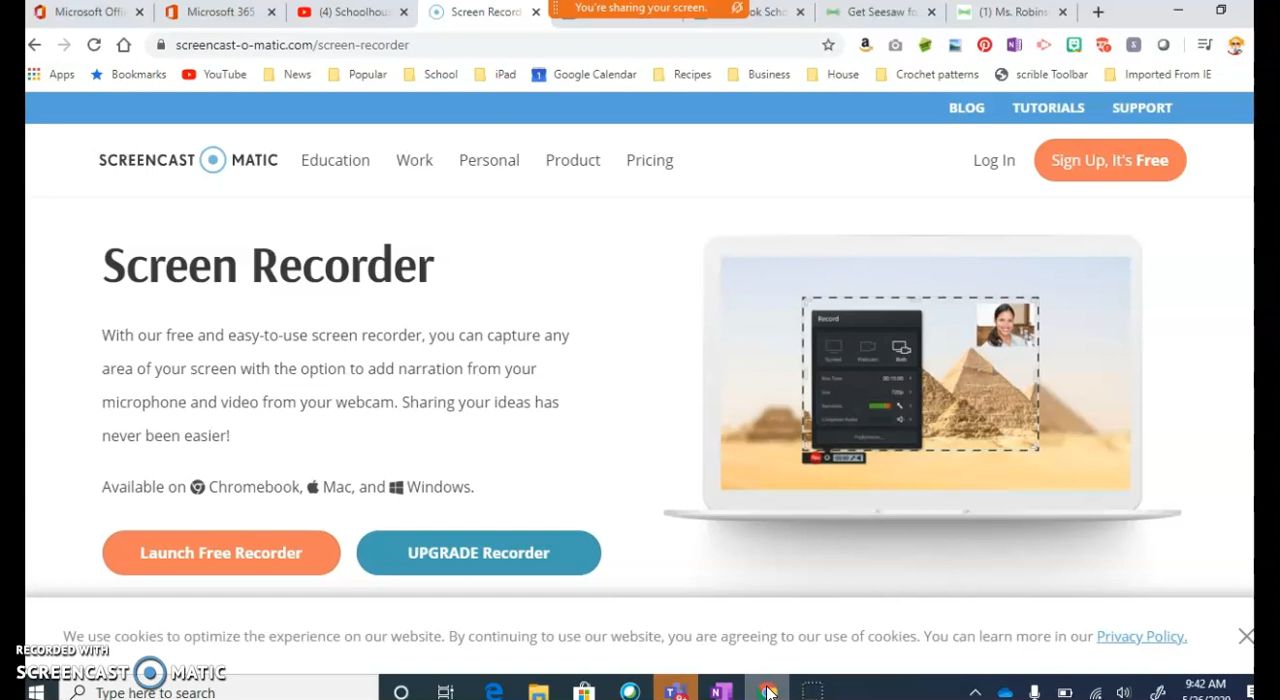 Microsoft Offi
Microsoft 365
(4) Schoolhou
Screen Record
You're sharing your screen.
ok Scho
Get Seesaw fo
(1) Ms. Robins
screencast-o-matic.com/screen-recorder
Apps
Bookmarks
YouTube
News
Popular
School
iPad
Google Calendar
Recipes
Business
House
Crochet patterns
scrible Toolbar
Imported From IE
BLOG
TUTORIALS
SUPPORT
SCREENCAST MATIC
Education
Work
Personal
Product
Pricing
Log In
Sign Up, It's Free
Screen Recorder
With our free and easy-to-use screen recorder, you can capture any
area of your screen with the option to add narration from your
microphone and video from your webcam. Sharing your ideas has
never been easier!
Available on Chromebook, Mac, and Windows.
Record
Launch Free Recorder
UPGRADE Recorder
We use cookies to optimize the experience on our website. By continuing to use our website, you are agreeing to our use of cookies. You can learn more in our Privacy Policy.
RECORDED WITH
SCREENCAST MATIC
Type here to search
9:42 AM